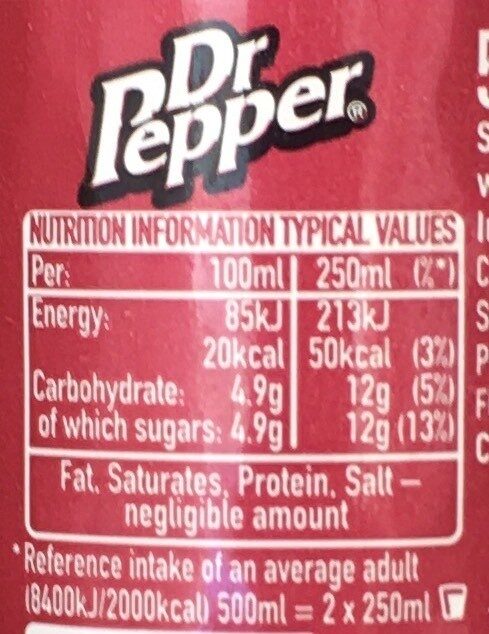 Dr
Pepper®
NUTRITION INFORMATION TYPICAL VALUES
Per: 100ml 250ml (%*)
Energy: 85kJ 213kJ
20kcal 50kcal (3%)
Carbohydrate: 4.9g 12g (5%)
of which sugars: 4.9g 12g (13%)
Fat, Saturates, Protein, Salt –
negligible amount
*Reference intake of an average adult
(8400kJ/2000kcal) 500ml = 2 x 250ml